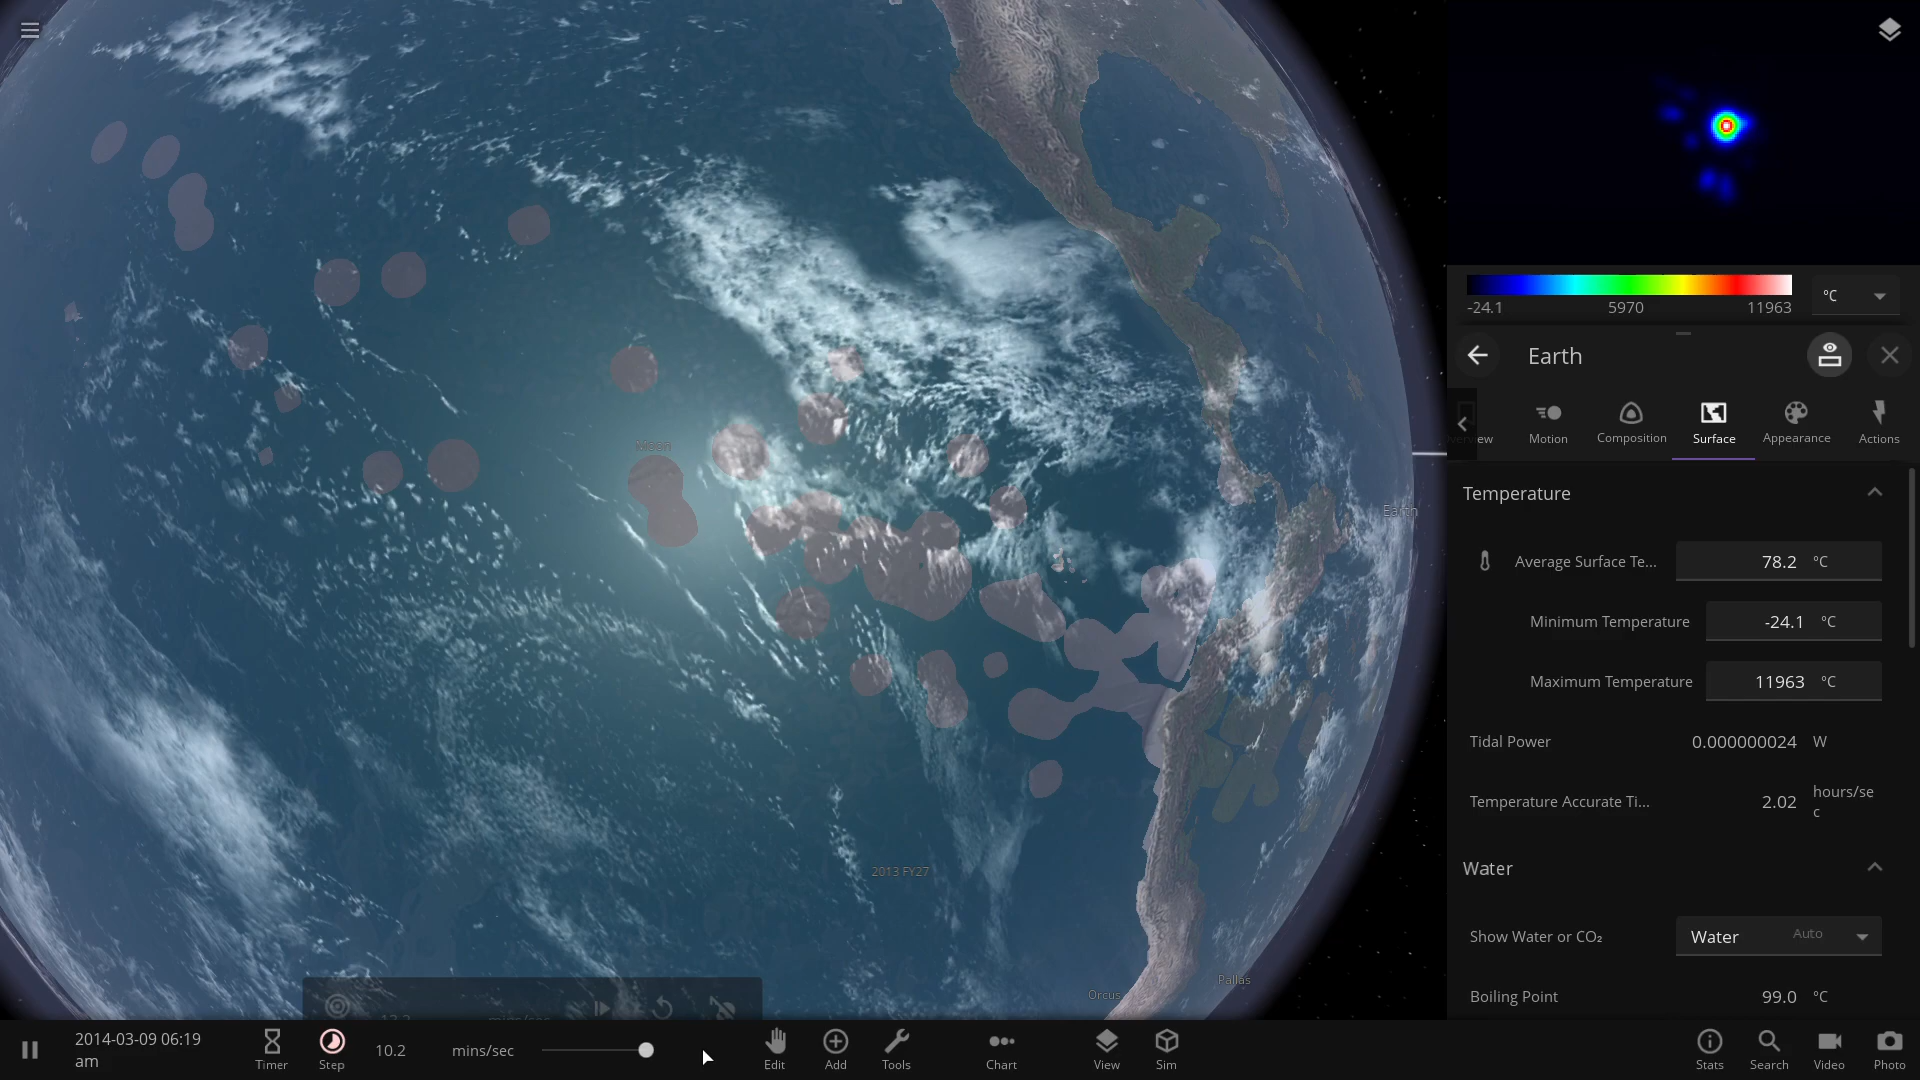 -24.1
5970
11963
°C
Earth
Motion
Composition
Surface
Appearance
Actions
Temperature
Average Surface Te... 78.2 °C
Minimum Temperature -24.1 °C
Maximum Temperature 11963 °C
Tidal Power 0.000000024 W
Temperature Accurate Ti... 2.02 hours/se
c
Water
Show Water or CO₂ Water Auto
Boiling Point 99.0 °C
Moon
Earth
2013 FY27
Pallas
Orcus
2014-03-09 06:19
am
Timer
Step
10.2 mins/sec
Edit
Add
Tools
Chart
View
Sim
Stats
Search
Video
Photo